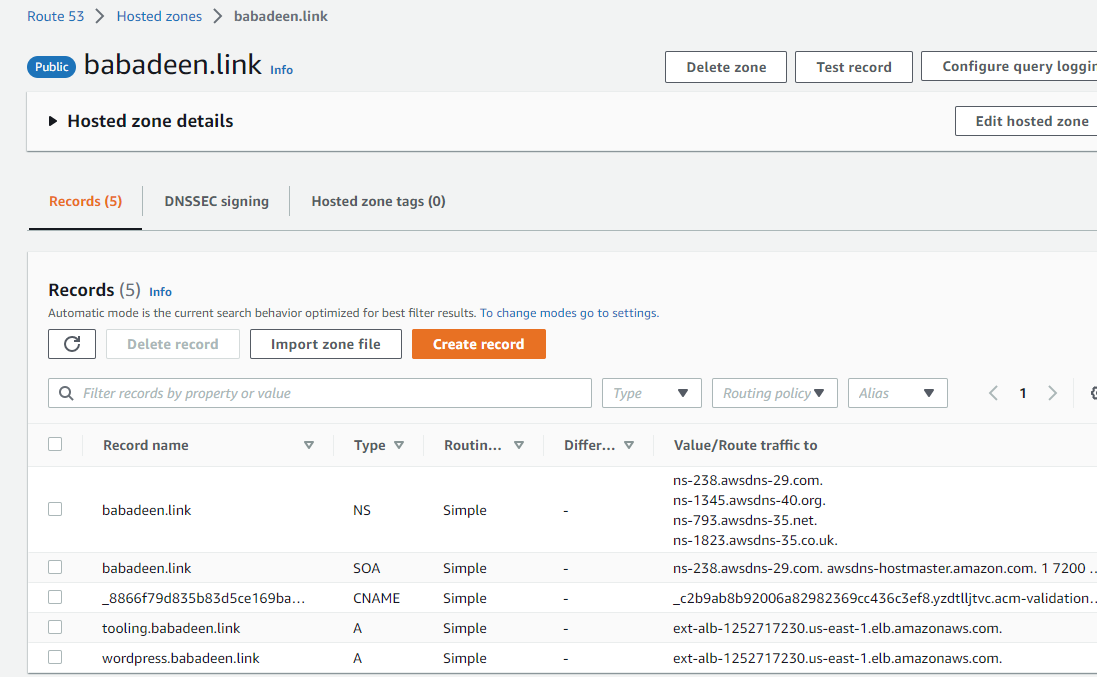 Route 53 > Hosted zones > babadeen.link
Public babadeen.link Info
Delete zone Test record Configure query loggin
Hosted zone details Edit hosted zone
Records (5) DNSSEC signing Hosted zone tags (0)
Records (5) Info
Automatic mode is the current search behavior optimized for best filter results. To change modes go to settings.
Delete record Import zone file Create record
Filter records by property or value Type Routing policy Alias 1
Record name Type Routin... Differ... Value/Route traffic to
ns-238.awsdns-29.com.
ns-1345.awsdns-40.org.
babadeen.link NS Simple -
ns-793.awsdns-35.net.
ns-1823.awsdns-35.co.uk.
babadeen.link SOA Simple - ns-238.awsdns-29.com. awsdns-hostmaster.amazon.com. 1 7200 ..
_8866f79d835b83d5ce169ba... CNAME Simple - _c2b9ab8b92006a82982369cc436c3ef8.yzdtlljtvc.acm-validation..
tooling.babadeen.link A Simple - ext-alb-1252717230.us-east-1.elb.amazonaws.com.
wordpress.babadeen.link A Simple - ext-alb-1252717230.us-east-1.elb.amazonaws.com.